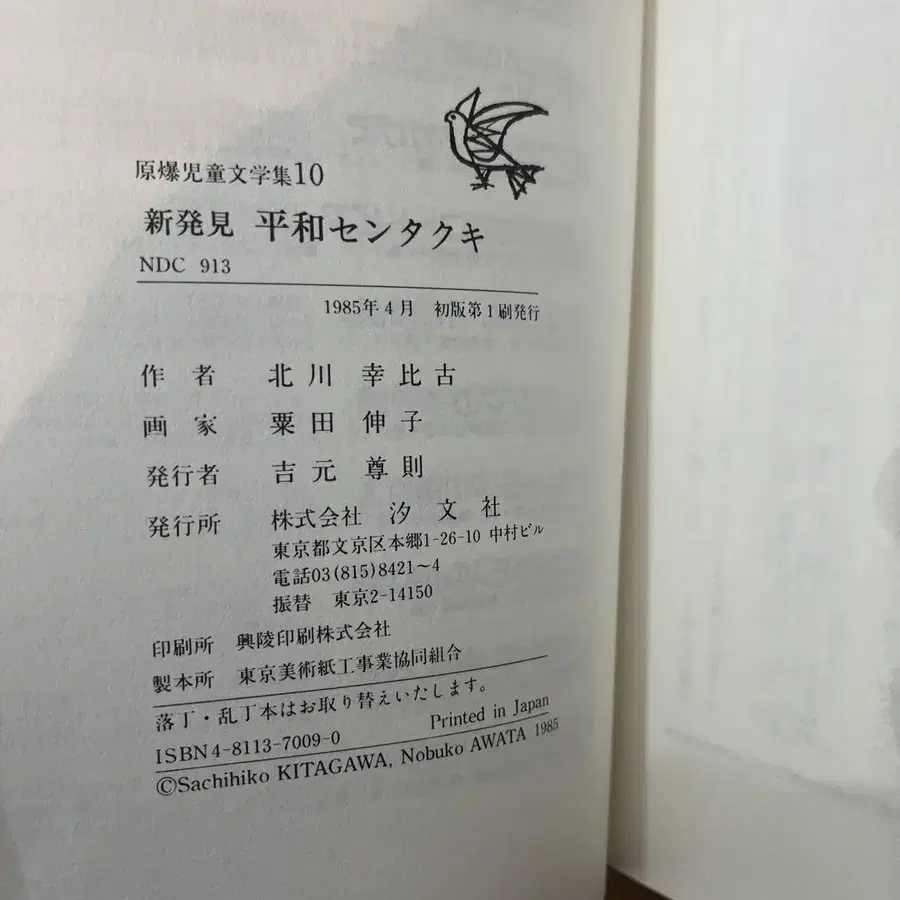 原爆児童文学集10
新発見 平和センタクキ
NDC 913
1985年4月 初版第1刷発行
作者 北川幸比古
画家 粟田伸子
発行者 吉元尊則
発行所 株式会社 汐文社
東京都文京区本郷1-26-10 中村ビル
電話03(815)8421〜4
振替 東京2-14150
印刷所 興陵印刷株式会社
製本所 東京美術紙工事業協同組合
落丁・乱丁本はお取り替えいたします。
ISBN4-8113-7009-0 Printed in Japan
©Sachihiko KITAGAWA, Nobuko AWATA 1985